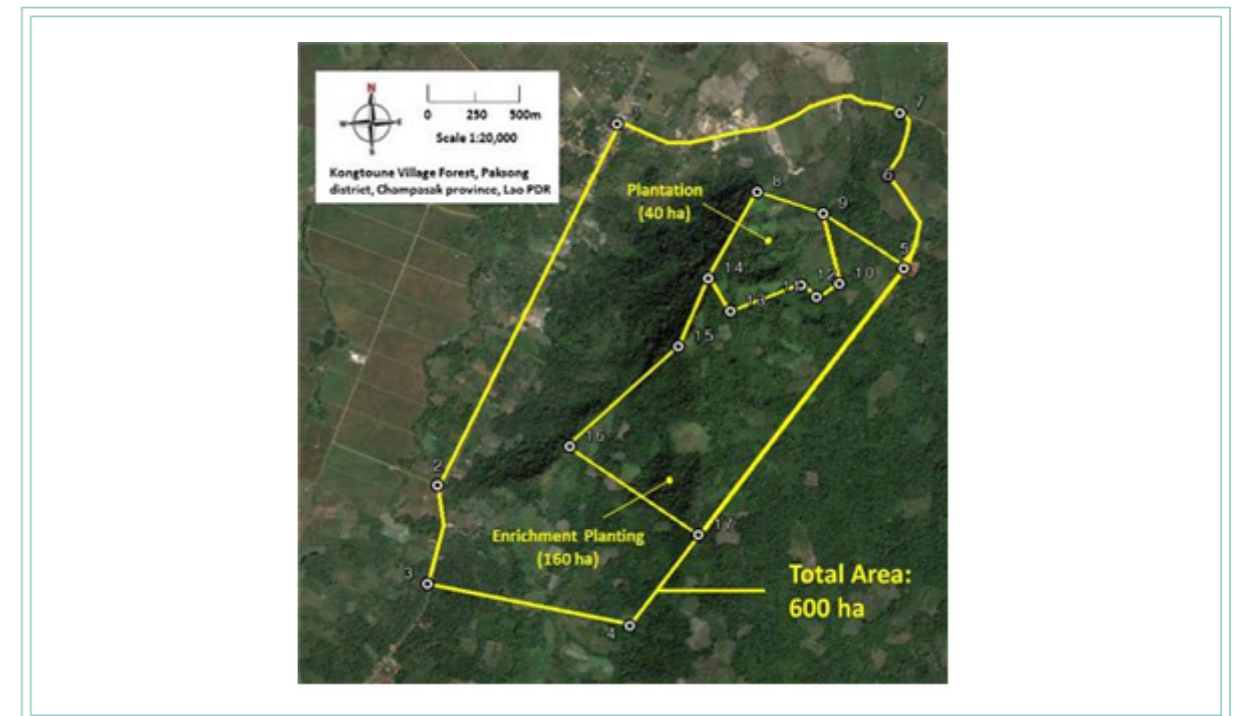 N
0 250 500m
Scale 1:20,000
Kongtoune Village Forest, Paksong
district, Champasak province, Lao PDR
7
6
8
Plantation
(40 ha)
9
5
14
10
12
11
13
15
16
2
17
Enrichment Planting
(160 ha)
3
Total Area:
600 ha
4